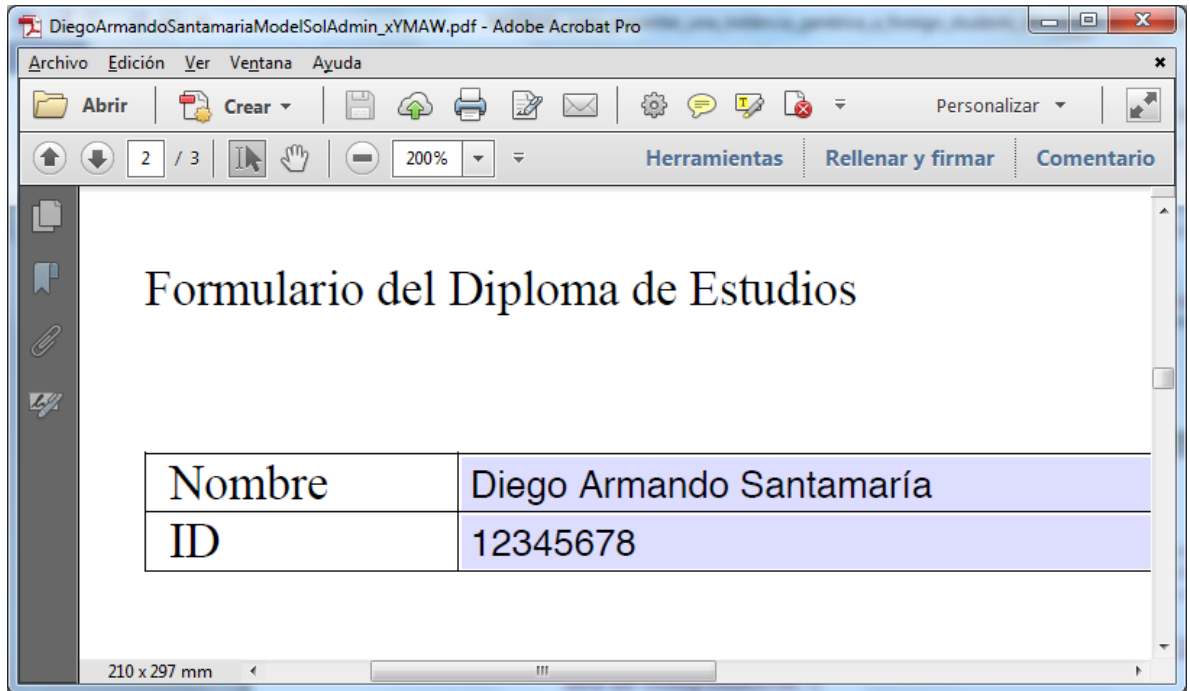 DiegoArmandoSantamariaModelSolAdmin_xYMAW.pdf - Adobe Acrobat Pro
Archivo Edición Ver Ventana Ayuda
Abrir Crear Personalizar
2 / 3 200% Herramientas Rellenar y firmar Comentario
Formulario del Diploma de Estudios
Nombre Diego Armando Santamaría
ID 12345678
210 x 297 mm